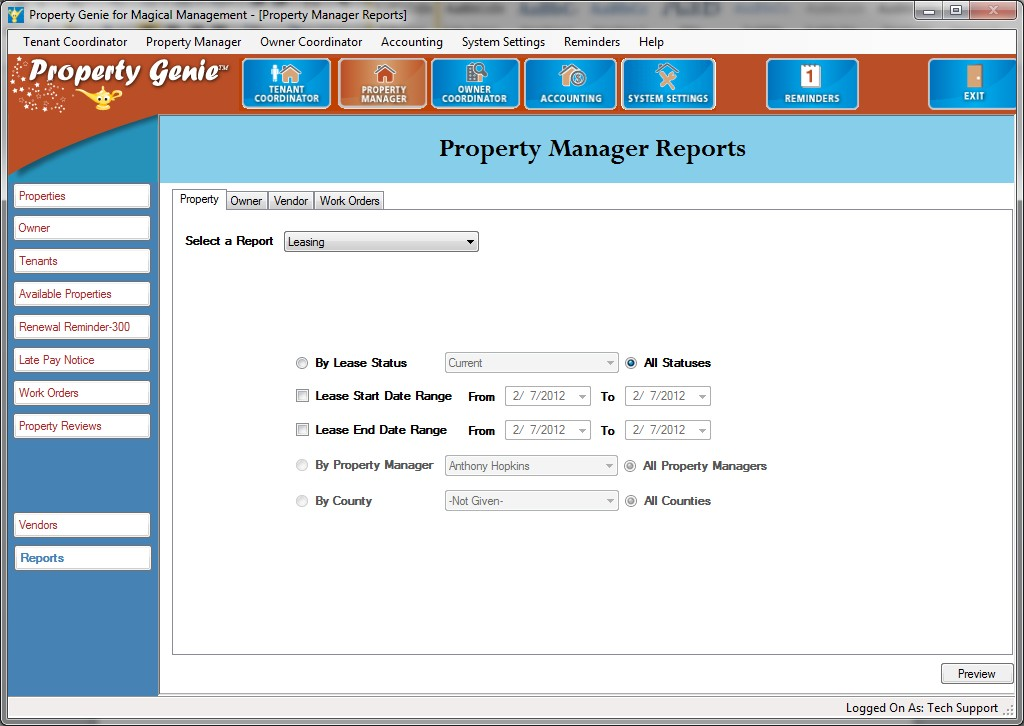 Property Genie for Magical Management - [Property Manager Reports]
Tenant Coordinator Property Manager Owner Coordinator Accounting System Settings Reminders Help
Property Genie™
TENANT COORDINATOR
PROPERTY MANAGER
OWNER COORDINATOR
ACCOUNTING
SYSTEM SETTINGS
1
REMINDERS
EXIT
Property Manager Reports
Properties
Owner
Tenants
Available Properties
Renewal Reminder-300
Late Pay Notice
Work Orders
Property Reviews
Vendors
Reports
Property Owner Vendor Work Orders
Select a Report Leasing
By Lease Status Current All Statuses
Lease Start Date Range From 2/ 7/2012 To 2/ 7/2012
Lease End Date Range From 2/ 7/2012 To 2/ 7/2012
By Property Manager Anthony Hopkins All Property Managers
By County -Not Given- All Counties
Preview
Logged On As: Tech Support